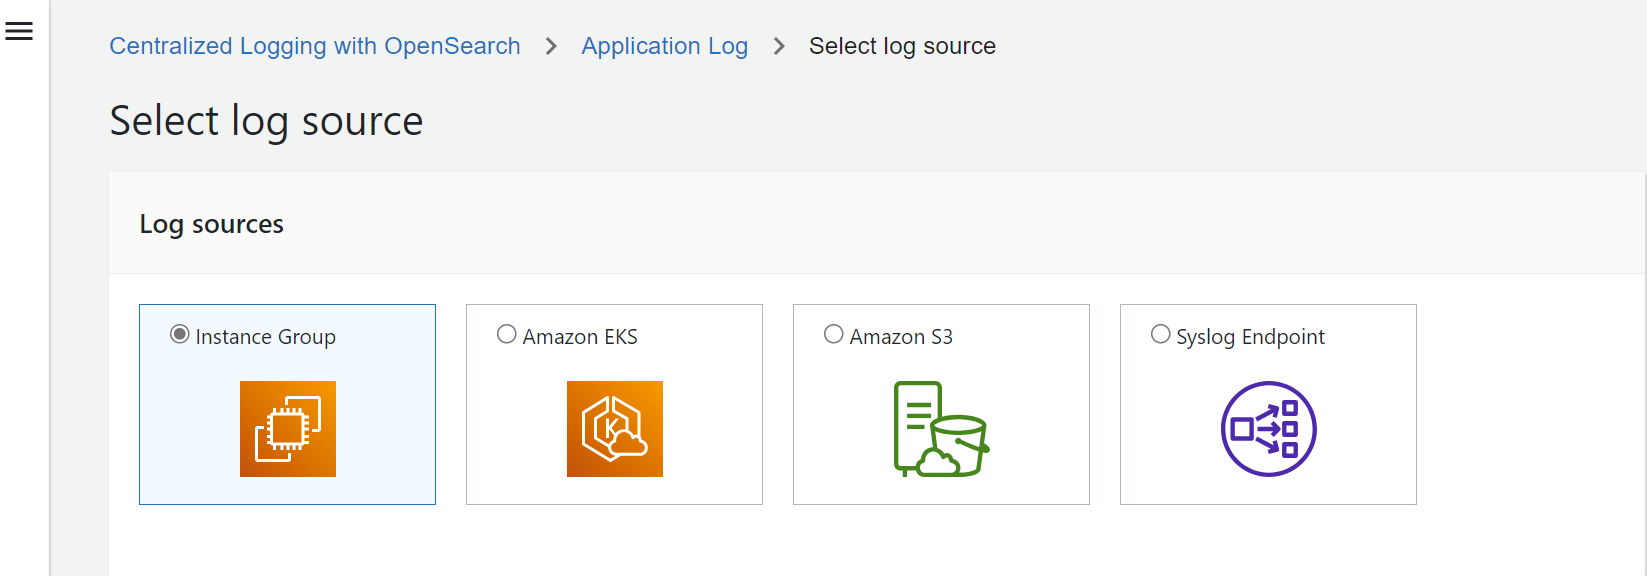 Centralized Logging with OpenSearch > Application Log > Select log source
Select log source
Log sources
Instance Group
Amazon EKS
Amazon S3
Syslog Endpoint
K